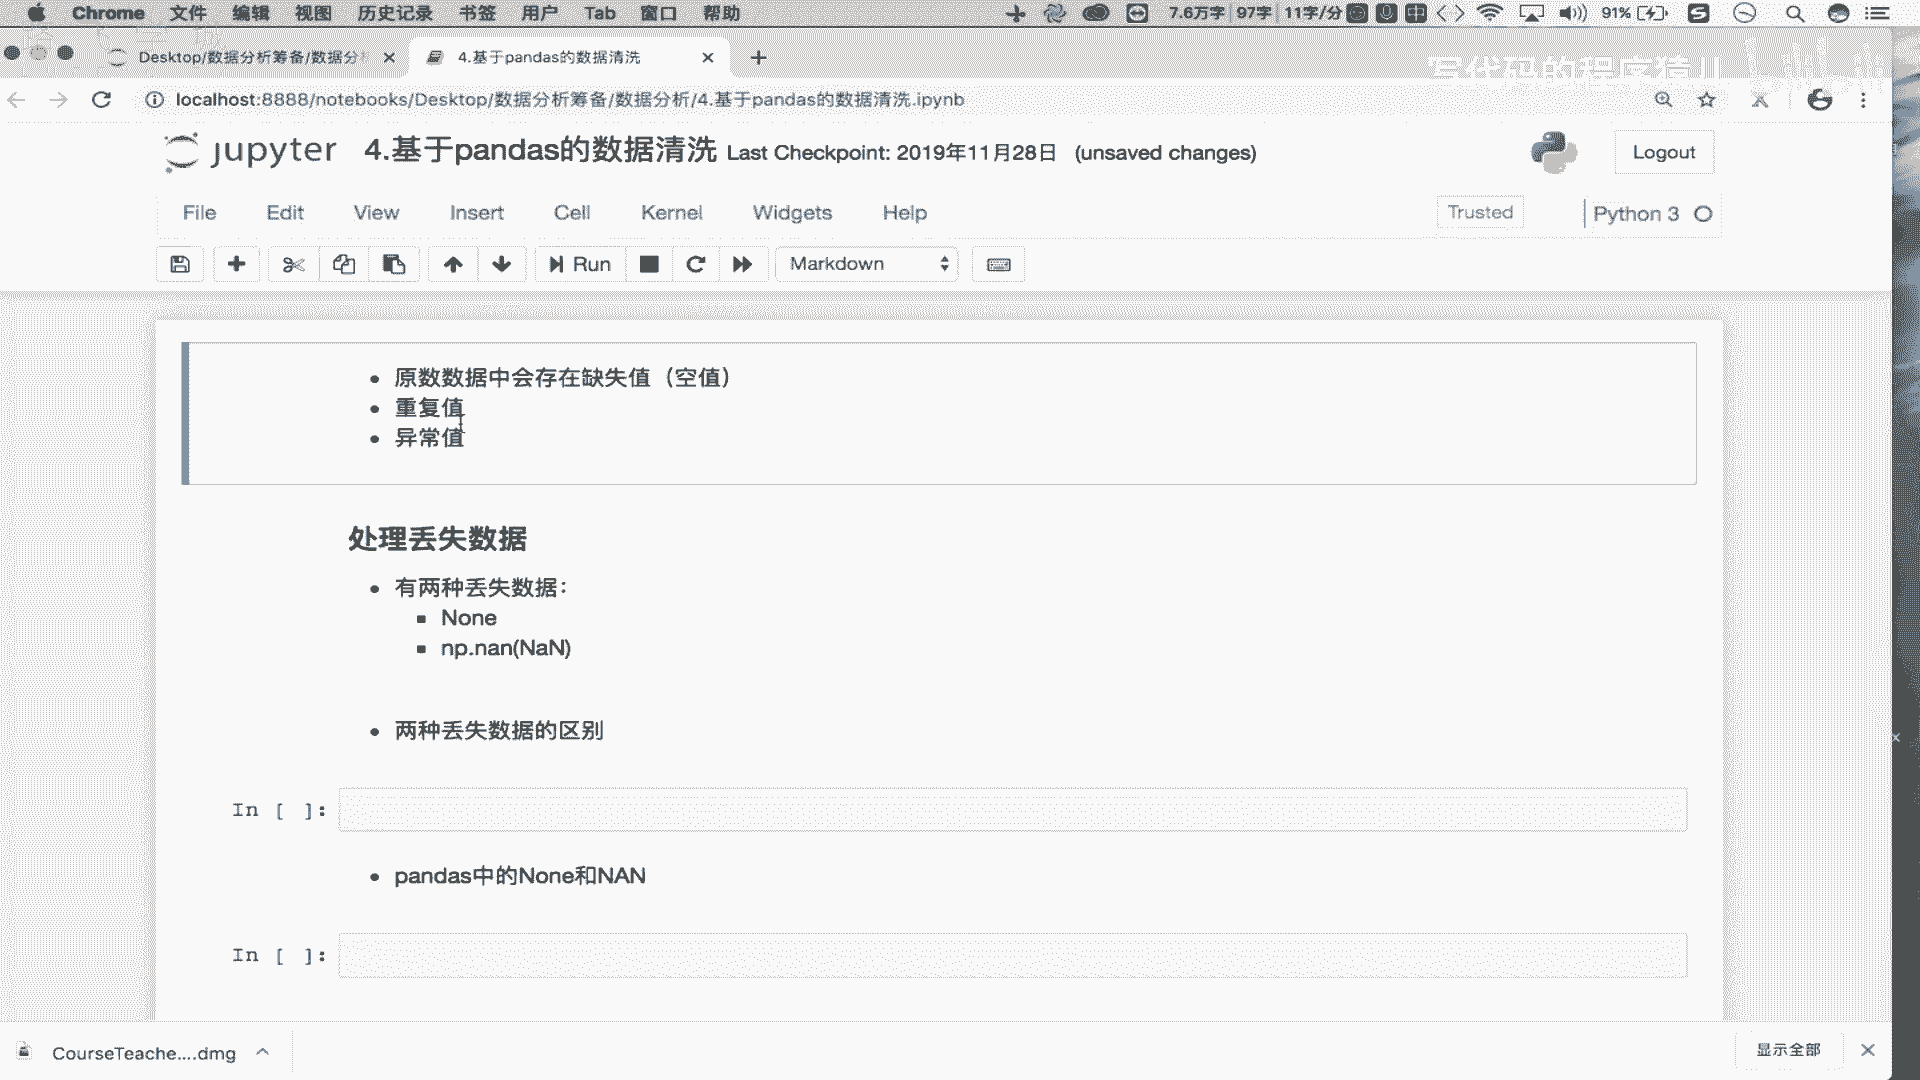 Chrome 文件 编辑 视图 历史记录 书签 用户 Tab 窗口 帮助 7.6万字 97字 11字/分 中 91%
Desktop/数据分析筹备/数据分 4.基于pandas的数据清洗
写代码的程序猿儿
localhost:8888/notebooks/Desktop/数据分析筹备/数据分析/4.基于pandas的数据清洗.ipynb
jupyter 4.基于pandas的数据清洗 Last Checkpoint: 2019年11月28日 (unsaved changes) Logout
File Edit View Insert Cell Kernel Widgets Help Trusted Python 3
Run Markdown
原数数据中会存在缺失值（空值）
重复值
异常值
处理丢失数据
有两种丢失数据：
None
np.nan(NaN)
两种丢失数据的区别
In [ ]:
pandas中的None和NAN
In [ ]:
CourseTeache....dmg 显示全部